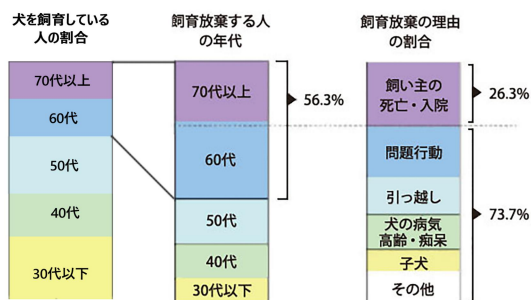 犬を飼育している
人の割合
70代以上
60代
50代
40代
30代以下
飼育放棄する人
の年代
70代以上
60代
50代
40代
30代以下
56.3%
飼育放棄の理由
の割合
飼い主の
死亡・入院
問題行動
引っ越し
犬の病気
高齢・痴呆
子犬
その他
26.3%
73.7%